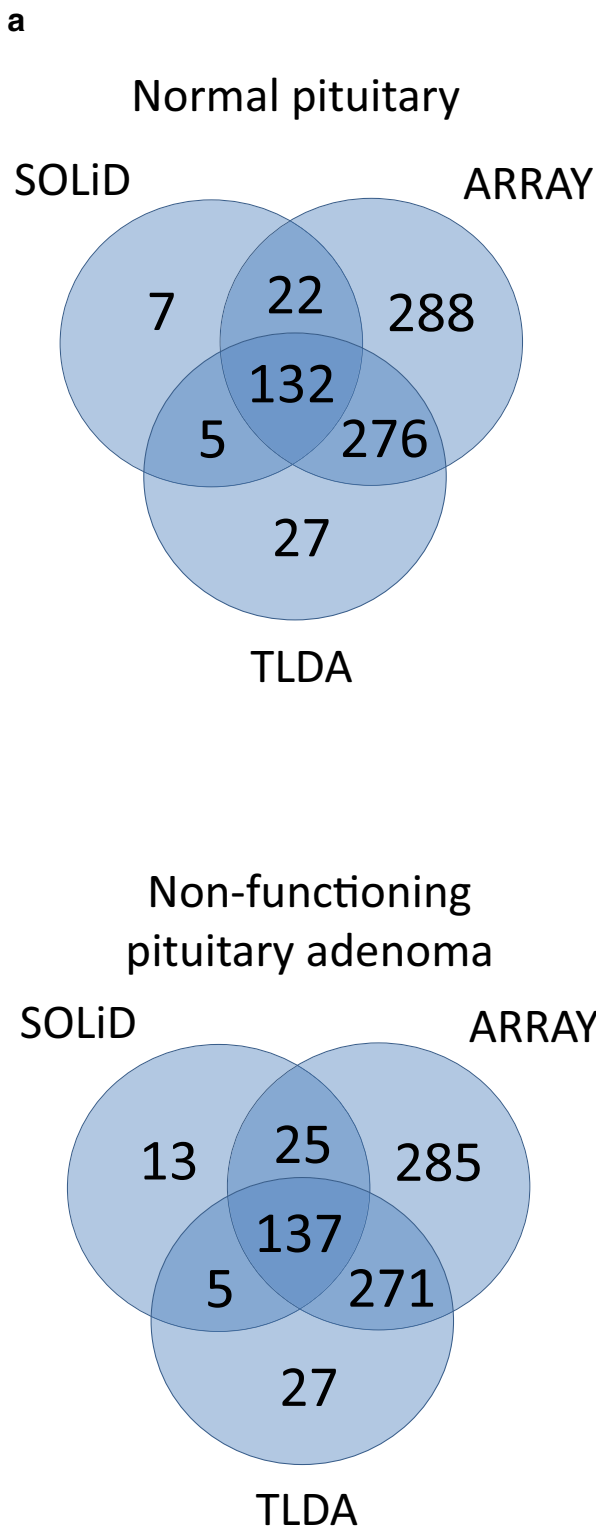 a
Normal pituitary
SOLiD
ARRAY
7
22
288
132
5
276
27
TLDA
Non-functioning
pituitary adenoma
SOLiD
ARRAY
13
25
285
137
5
271
27
TLDA